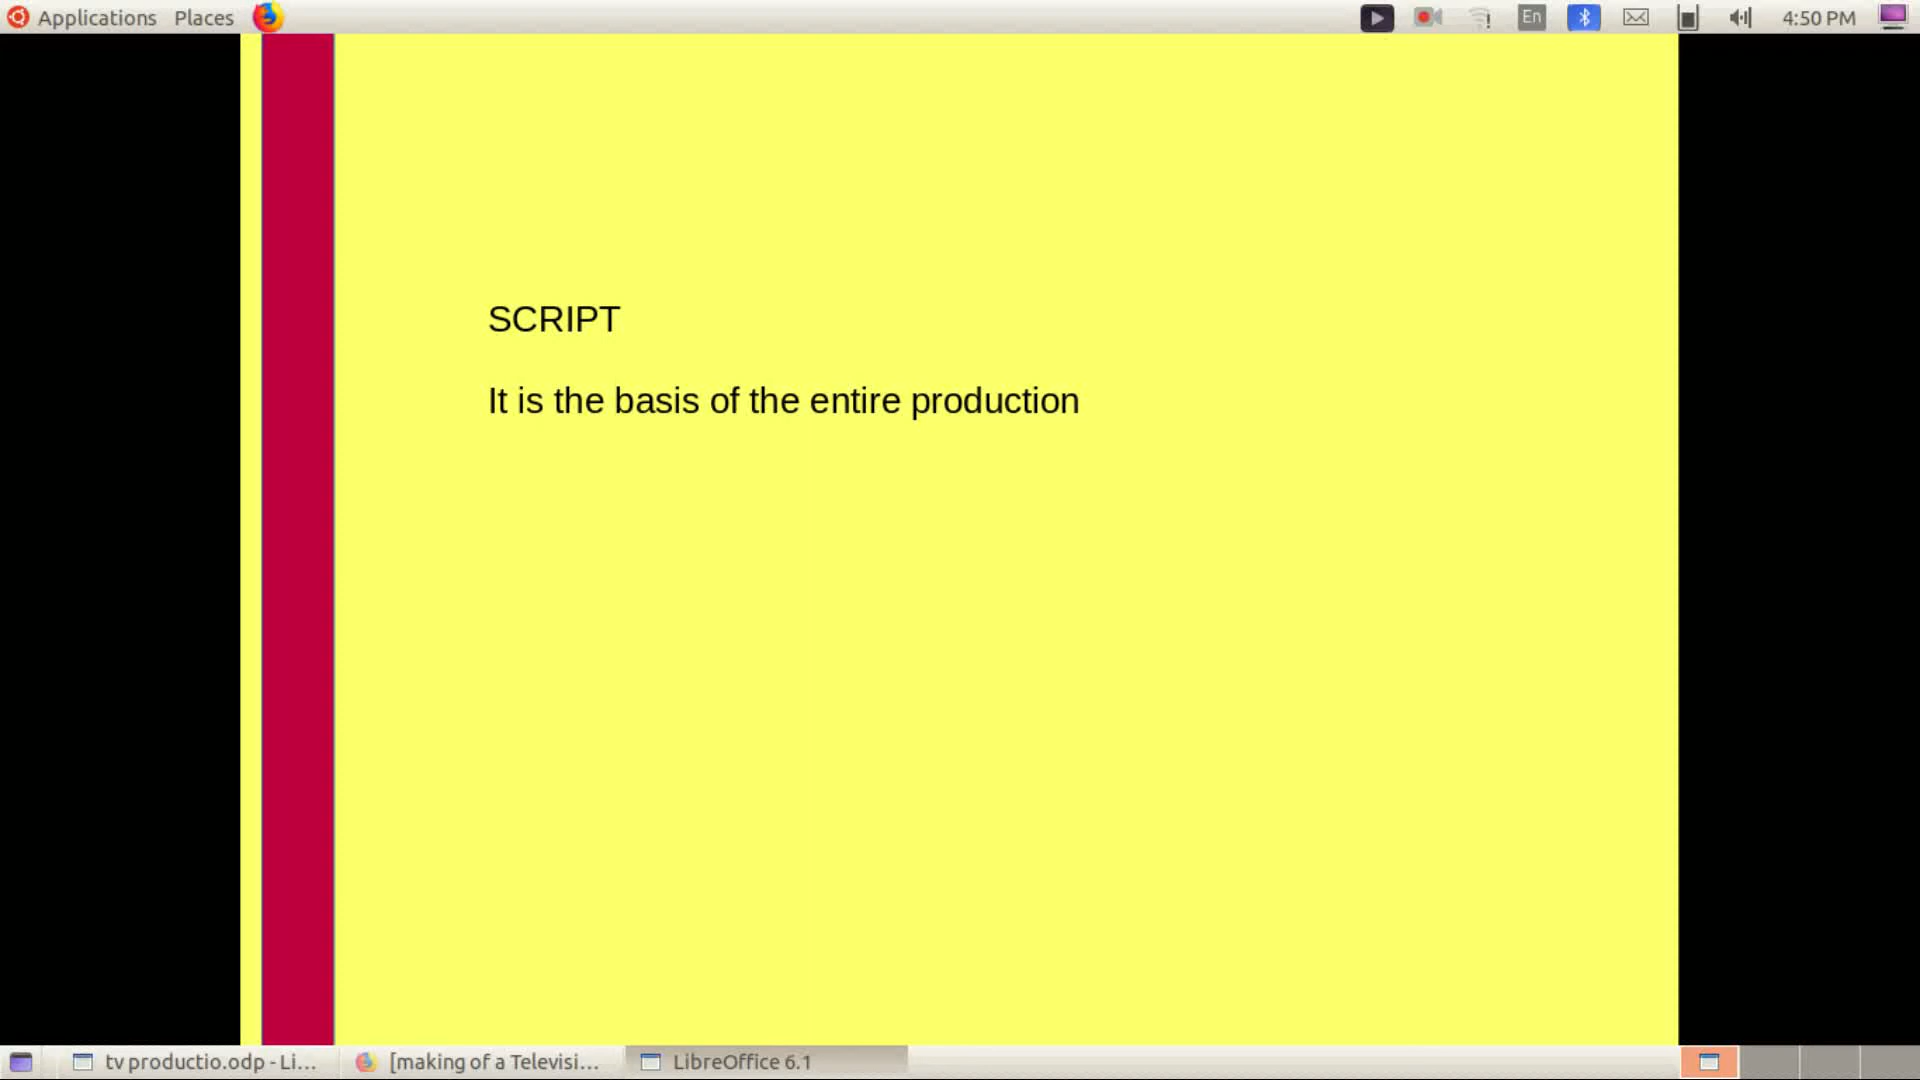 Applications Places En 4:50 PM
SCRIPT
It is the basis of the entire production
tv productio.odp - Li... [making of a Televisi... LibreOffice 6.1